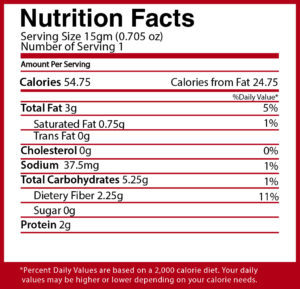 Nutrition Facts
Serving Size 15gm (0.705 oz)
Number of Serving 1
Amount Per Serving
Calories 54.75 Calories from Fat 24.75
%Daily Value*
Total Fat 3g 5%
Saturated Fat 0.75g 1%
Trans Fat 0g
Cholesterol 0g 0%
Sodium 37.5mg 1%
Total Carbohydrates 5.25g 1%
Dietery Fiber 2.25g 11%
Sugar 0g
Protein 2g
*Percent Daily Values are based on a 2,000 calorie diet. Your daily
values may be higher or lower depending on your calorie needs.